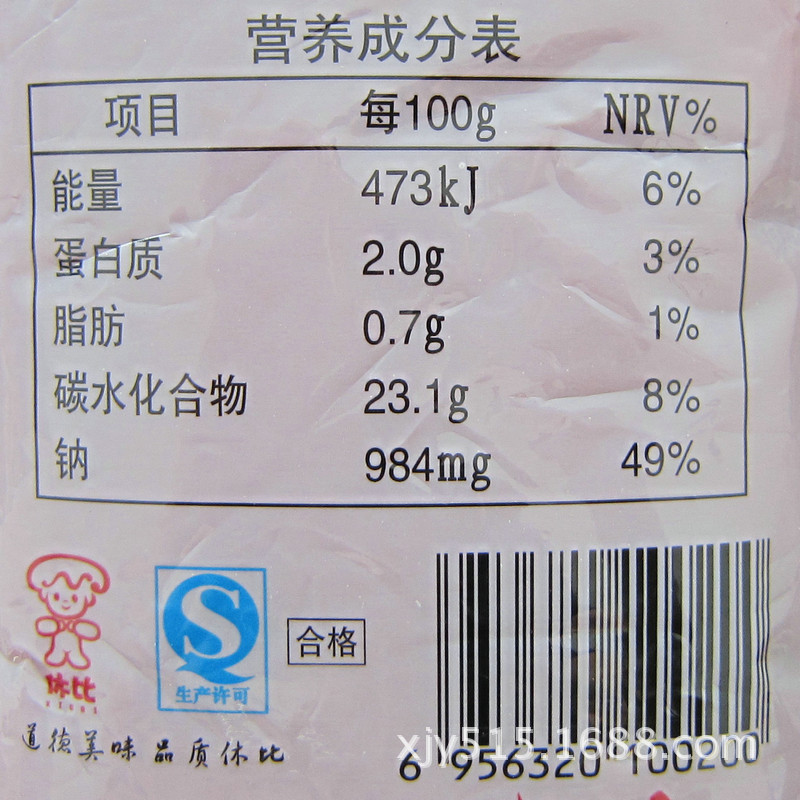 营养成分表
项目 每100g NRV%
能量 473kJ 6%
蛋白质 2.0g 3%
脂肪 0.7g 1%
碳水化合物 23.1g 8%
钠 984mg 49%
休比
生产许可
合格
道德美味 品质休比
xjy515.1688.com
6 956320 100200